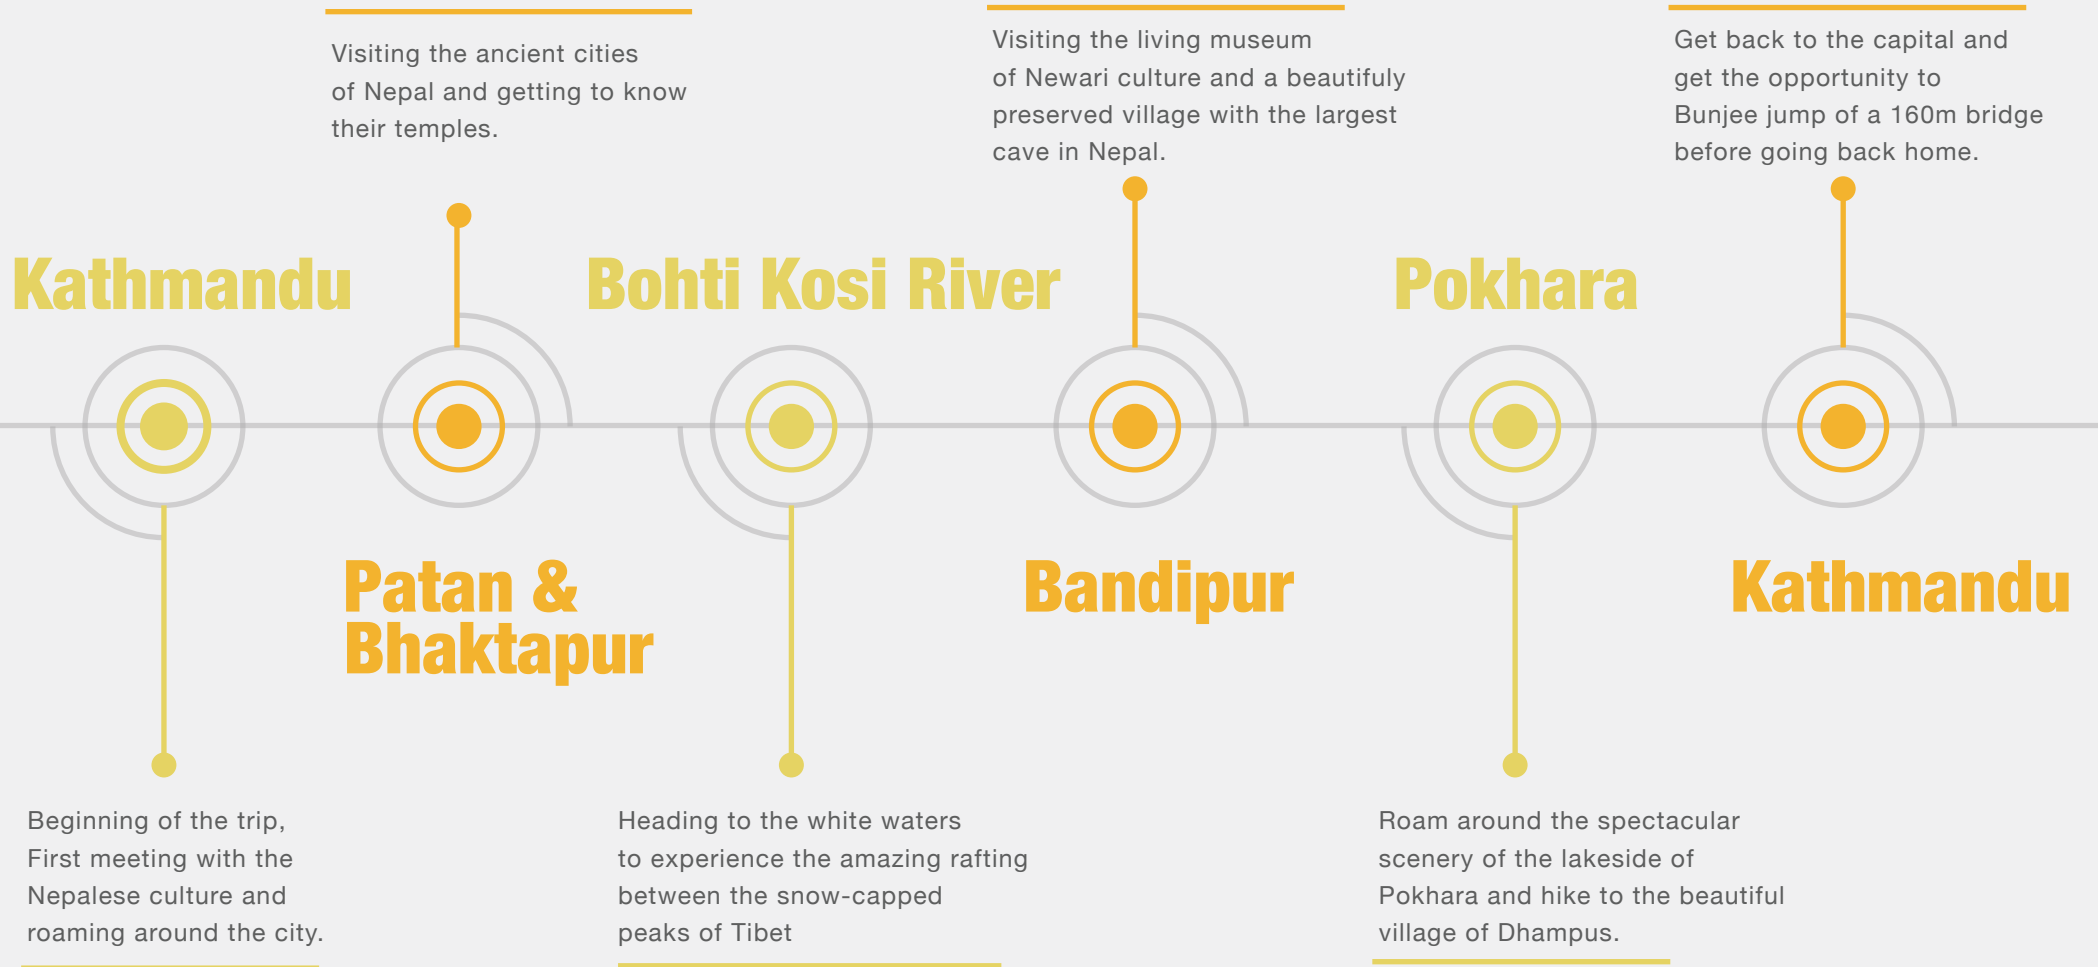 Visiting the ancient cities
of Nepal and getting to know
their temples.
Visiting the living museum
of Newari culture and a beautifuly
preserved village with the largest
cave in Nepal.
Get back to the capital and
get the opportunity to
Bunjee jump of a 160m bridge
before going back home.
Kathmandu
Bohti Kosi River
Pokhara
Patan &
Bhaktapur
Bandipur
Kathmandu
Beginning of the trip,
First meeting with the
Nepalese culture and
roaming around the city.
Heading to the white waters
to experience the amazing rafting
between the snow-capped
peaks of Tibet
Roam around the spectacular
scenery of the lakeside of
Pokhara and hike to the beautiful
village of Dhampus.